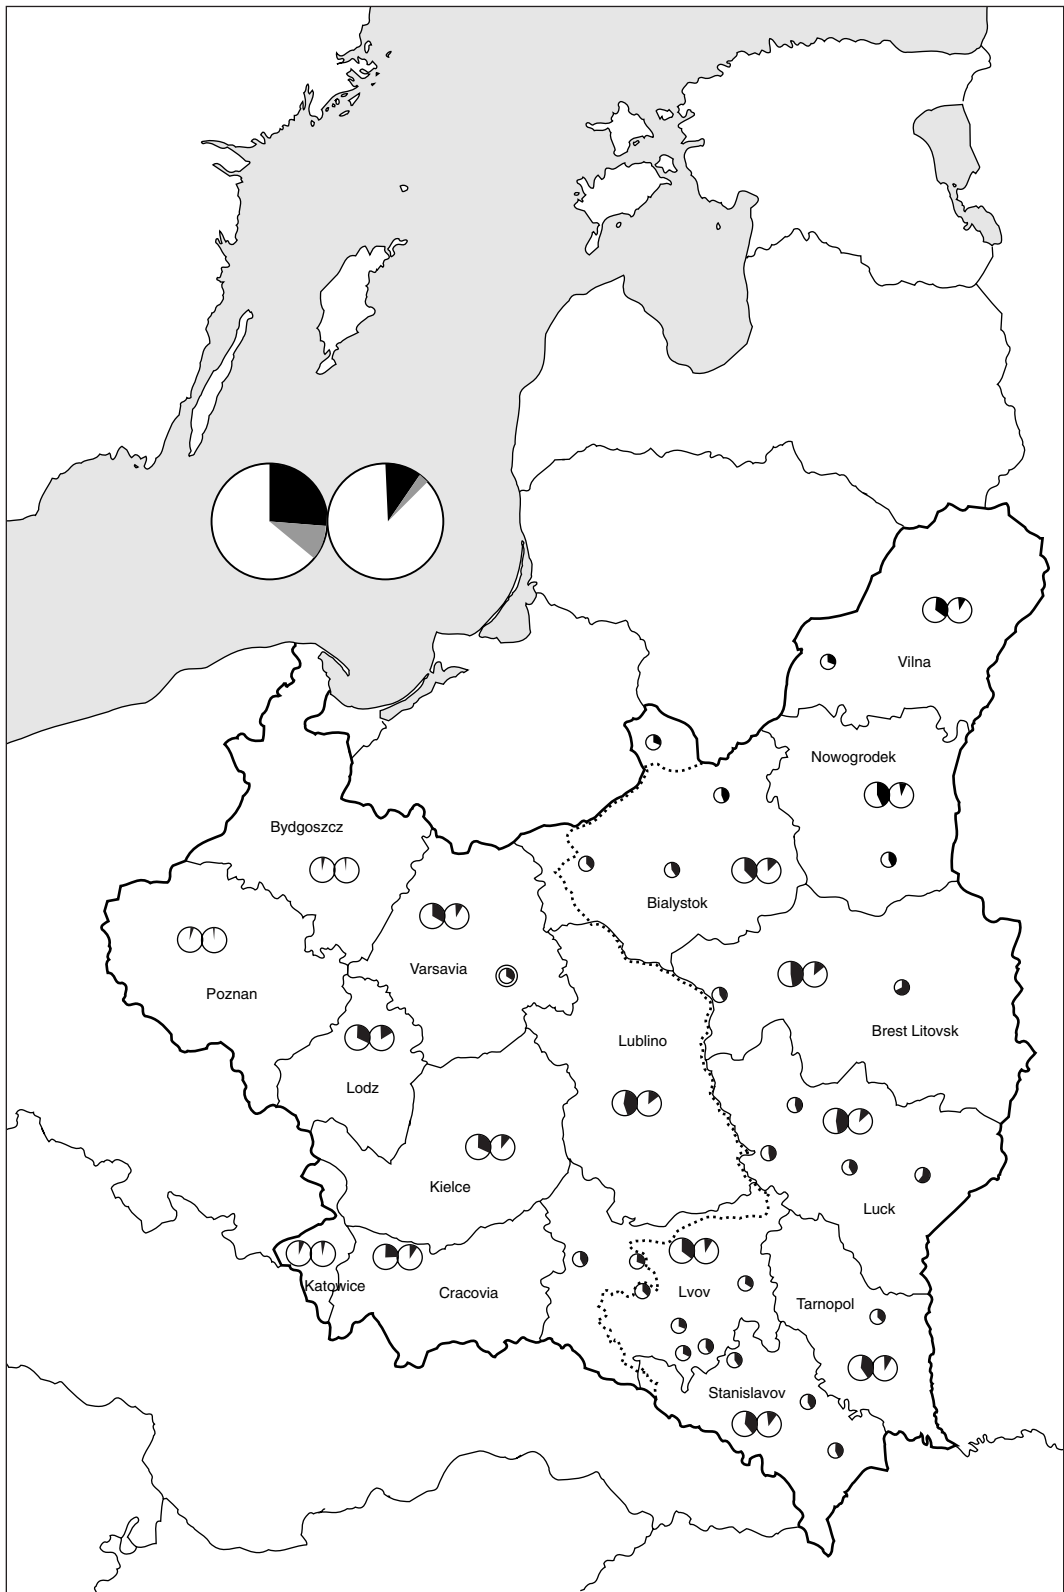 Vilna
Nowogrodek
Bydgoszcz
Bialystok
Varsavia
Poznan
Brest Litovsk
Lublino
Lodz
Kielce
Luck
Katowice
Cracovia
Lvov
Tarnopol
Stanislavov